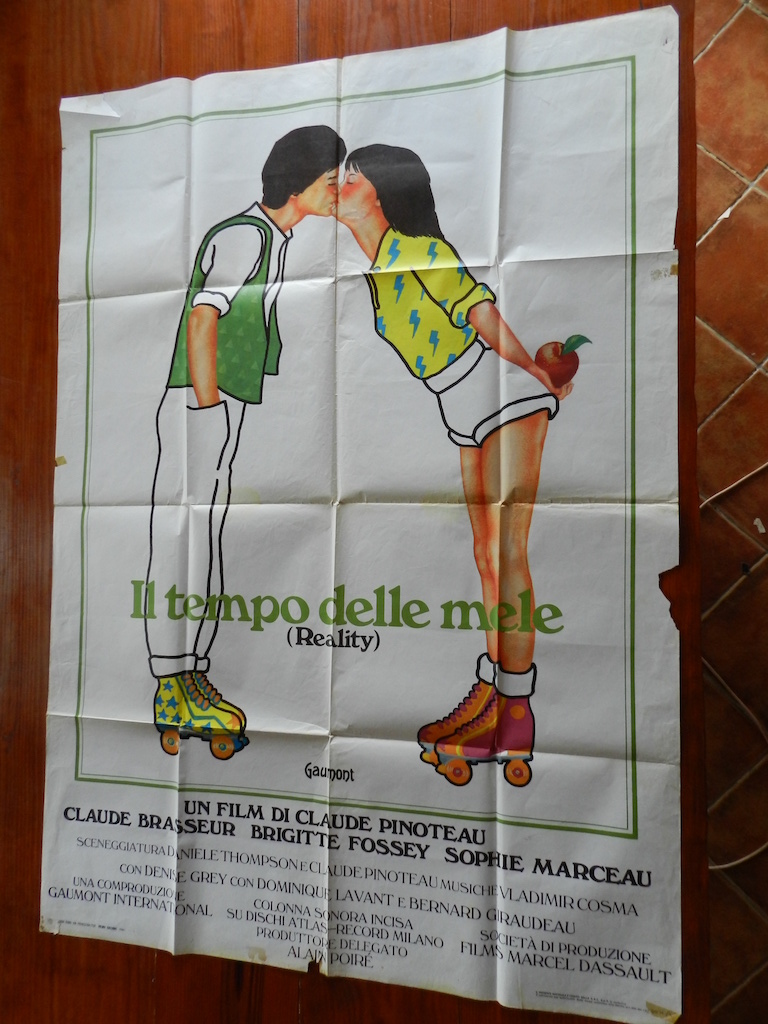 Il tempo delle mele
(Reality)
Gaumont
UN FILM DI CLAUDE PINOTEAU
CLAUDE BRASSEUR BRIGITTE FOSSEY SOPHIE MARCEAU
SCENEGGIATURA DANIELE THOMPSON E CLAUDE PINOTEAU MUSICHE VLADIMIR COSMA
CON DENISE GREY CON DOMINIQUE LAVANT E BERNARD GIRAUDEAU
UNA COMPRODUZIONE
GAUMONT INTERNATIONAL
COLONNA SONORA INCISA
SU DISCHI ATLAS-RECORD MILANO
PRODUTTORE DELEGATO
ALAIN POIRÉ
SOCIETÀ DI PRODUZIONE
FILMS MARCEL DASSAULT